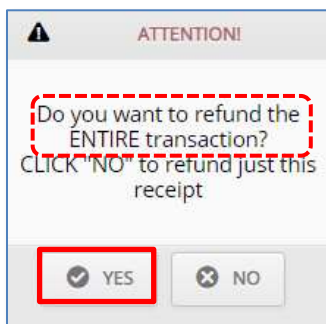 ATTENTION!
Do you want to refund the
ENTIRE transaction?
CLICK "NO" to refund just this
receipt
YES NO